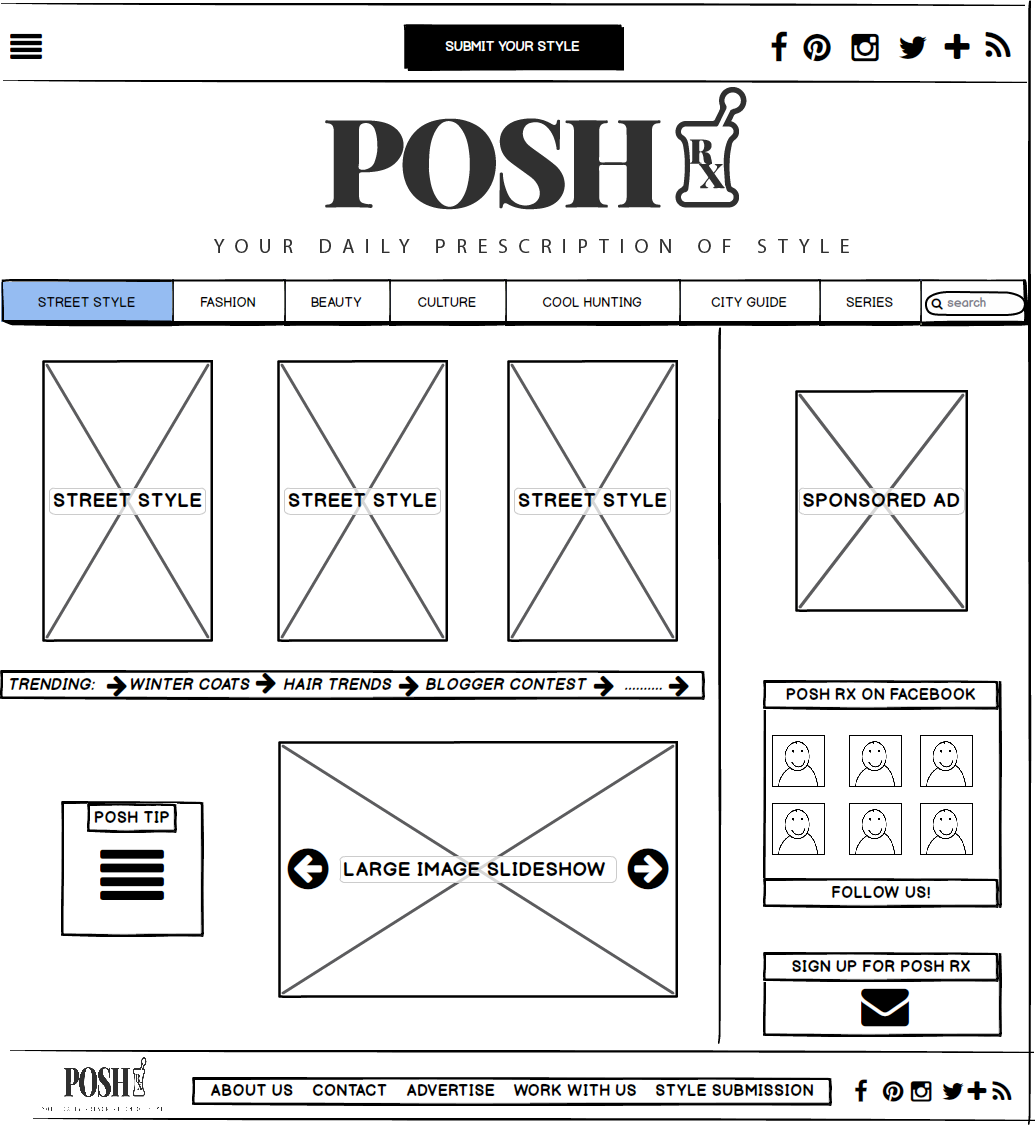 SUBMIT YOUR STYLE
POSH RX
YOUR DAILY PRESCRIPTION OF STYLE
STREET STYLE FASHION BEAUTY CULTURE COOL HUNTING CITY GUIDE SERIES search
STREET STYLE STREET STYLE STREET STYLE
SPONSORED AD
TRENDING: WINTER COATS HAIR TRENDS BLOGGER CONTEST ..........
POSH RX ON FACEBOOK
POSH TIP
LARGE IMAGE SLIDESHOW
FOLLOW US!
SIGN UP FOR POSH RX
POSH
ABOUT US CONTACT ADVERTISE WORK WITH US STYLE SUBMISSION